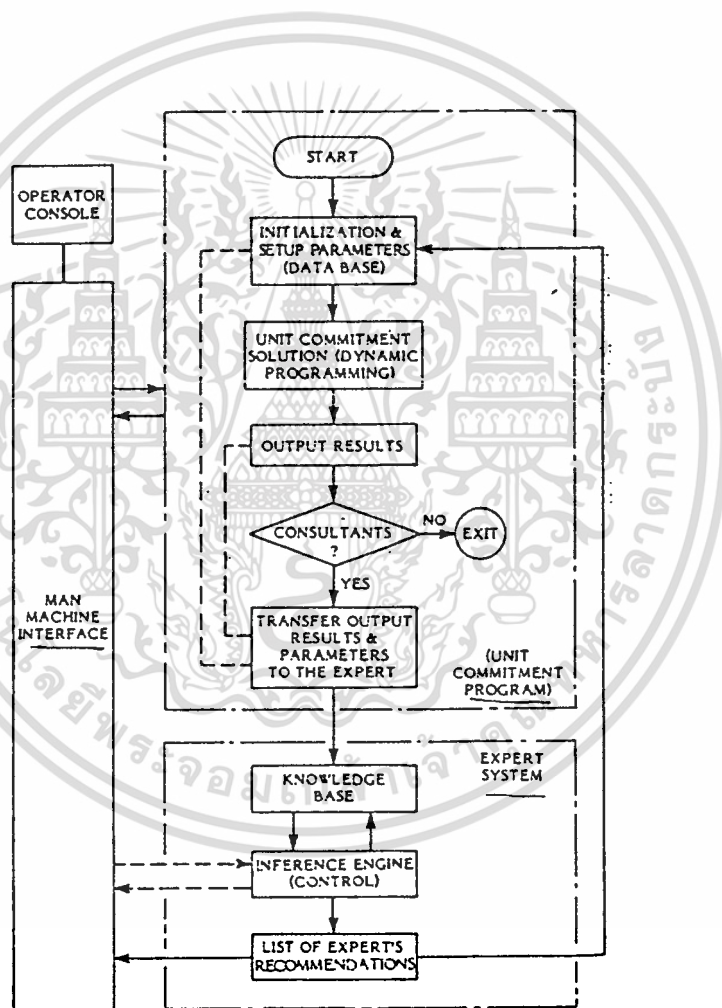 START
OPERATOR
CONSOLE
INITIALIZATION &
SETUP PARAMETERS
(DATA BASE)
UNIT COMMITMENT
SOLUTION (DYNAMIC
PROGRAMMING)
OUTPUT RESULTS
CONSULTANTS
?
NO
EXIT
YES
TRANSFER OUTPUT
RESULTS &
PARAMETERS
TO THE EXPERT
MAN
MACHINE
INTERFACE
(UNIT
COMMITMENT
PROGRAM)
EXPERT
SYSTEM
KNOWLEDGE
BASE
INFERENCE ENGINE
(CONTROL)
LIST OF EXPERT'S
RECOMMENDATIONS